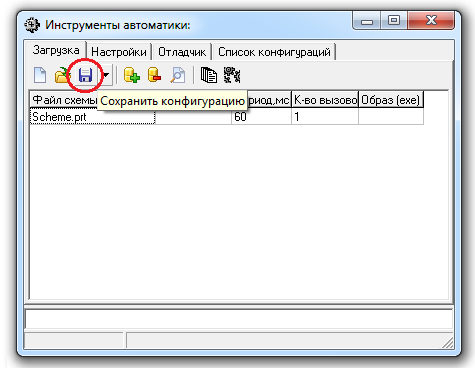 Инструменты автоматики:
Загрузка Настройки Отладчик Список конфигураций
Сохранить конфигурацию
Файл схемы риод,мс К-во вызово Образ (exe)
Scheme.prt 60 1